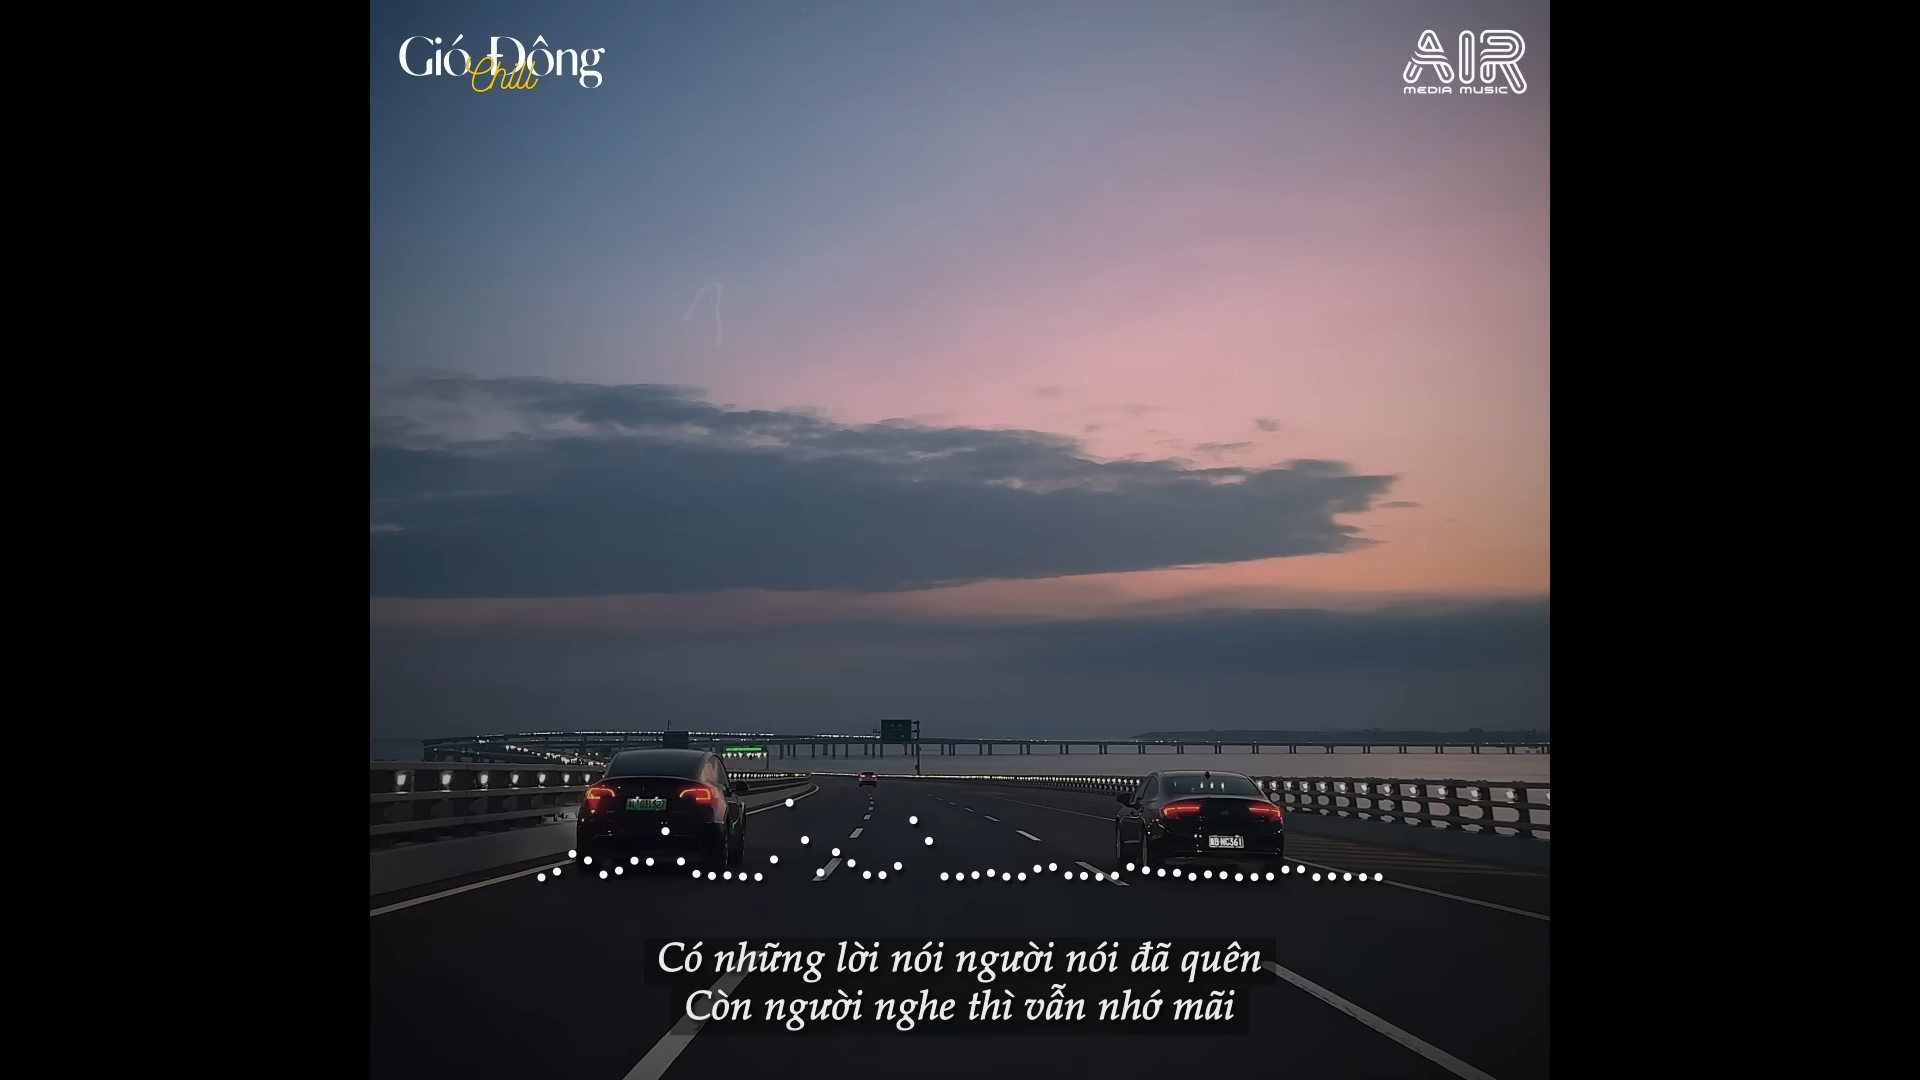 Gió Đông
Chill
AIR
MEDIA MUSIC
Có những lời nói người nói đã quên
Còn người nghe thì vẫn nhớ mãi